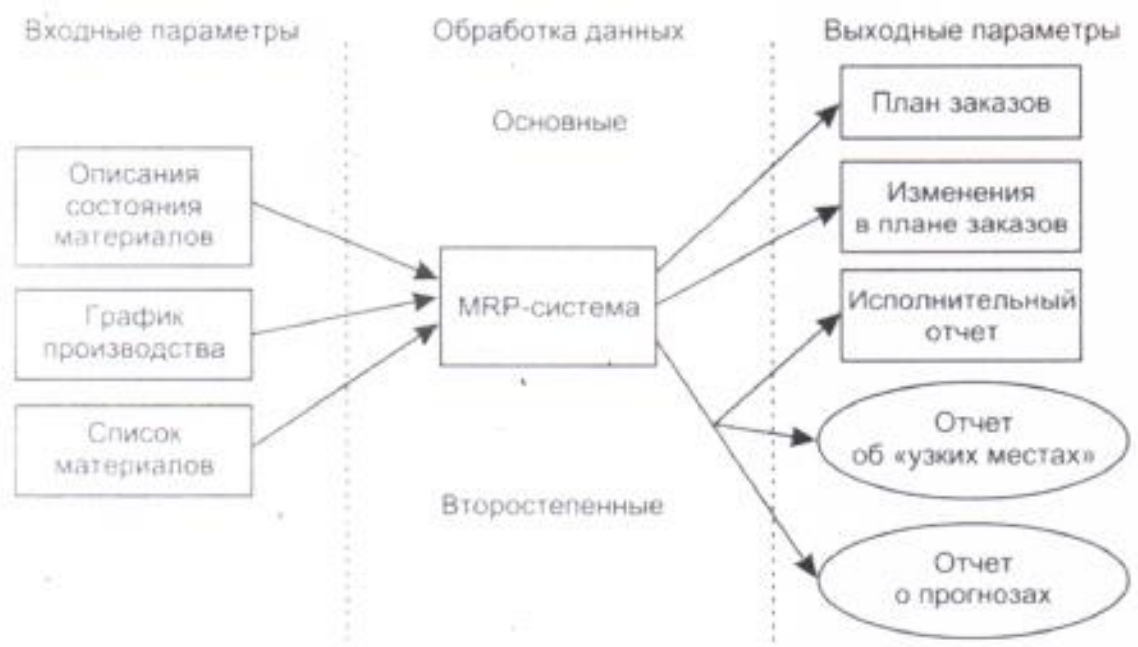 Входные параметры
Обработка данных
Выходные параметры
Основные
Второстепенные
Описания
состояния
материалов
График
производства
Список
материалов
MRP-система
План заказов
Изменения
в плане заказов
Исполнительный
отчет
Отчет
об «узких местах»
Отчет
о прогнозах